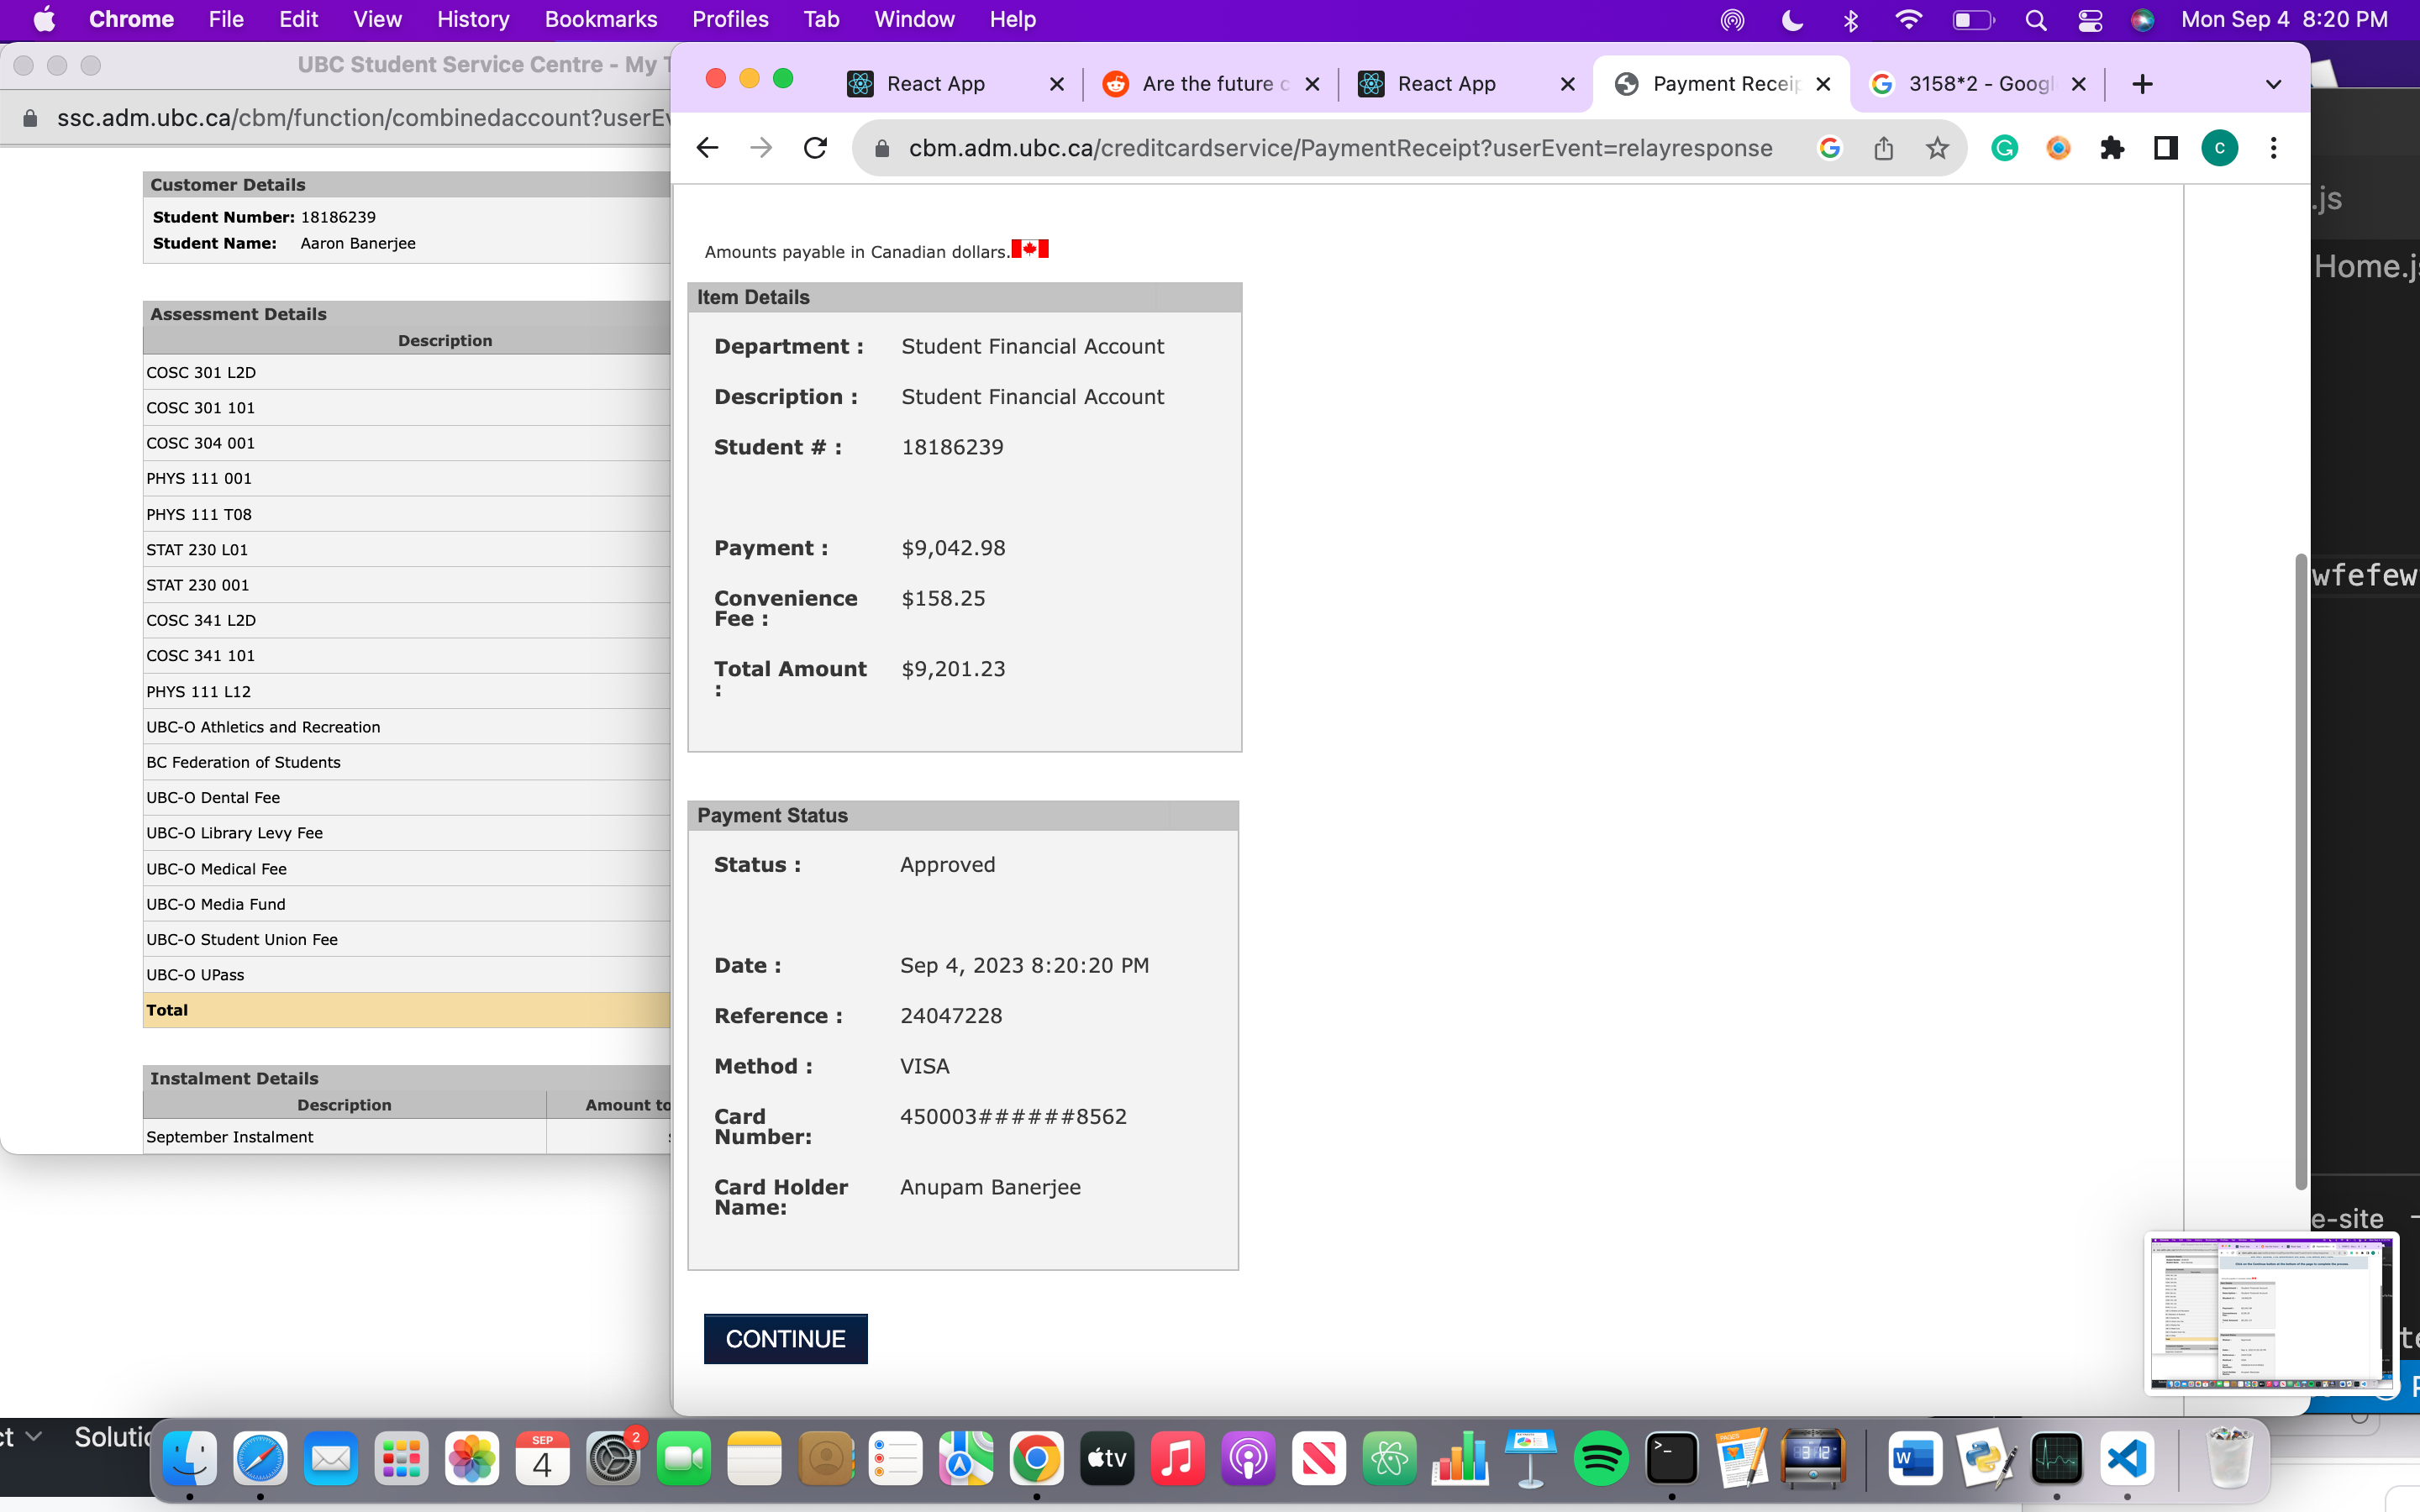 Chrome File Edit View History Bookmarks Profiles Tab Window Help Mon Sep 4 8:20 PM
UBC Student Service Centre - My
ssc.adm.ubc.ca/cbm/function/combinedaccount?userEv
Customer Details
Student Number: 18186239
Student Name: Aaron Banerjee
Assessment Details
Description
COSC 301 L2D
COSC 301 101
COSC 304 001
PHYS 111 001
PHYS 111 T08
STAT 230 L01
STAT 230 001
COSC 341 L2D
COSC 341 101
PHYS 111 L12
UBC-O Athletics and Recreation
BC Federation of Students
UBC-O Dental Fee
UBC-O Library Levy Fee
UBC-O Medical Fee
UBC-O Media Fund
UBC-O Student Union Fee
UBC-O UPass
Total
Instalment Details
Description Amount to
September Instalment
React App Are the future React App Payment Receip 3158*2 - Googl
cbm.adm.ubc.ca/creditcardservice/PaymentReceipt?userEvent=relayresponse
C
Amounts payable in Canadian dollars.
Item Details
Department : Student Financial Account
Description : Student Financial Account
Student # : 18186239
Payment : $9,042.98
Convenience Fee : $158.25
Total Amount : $9,201.23
Payment Status
Status : Approved
Date : Sep 4, 2023 8:20:20 PM
Reference : 24047228
Method : VISA
Card Number: 450003######8562
Card Holder Name: Anupam Banerjee
CONTINUE
.js
Home.js
wfefew
e-site
Soluti
SEP
4
2
tv
PAGES
W